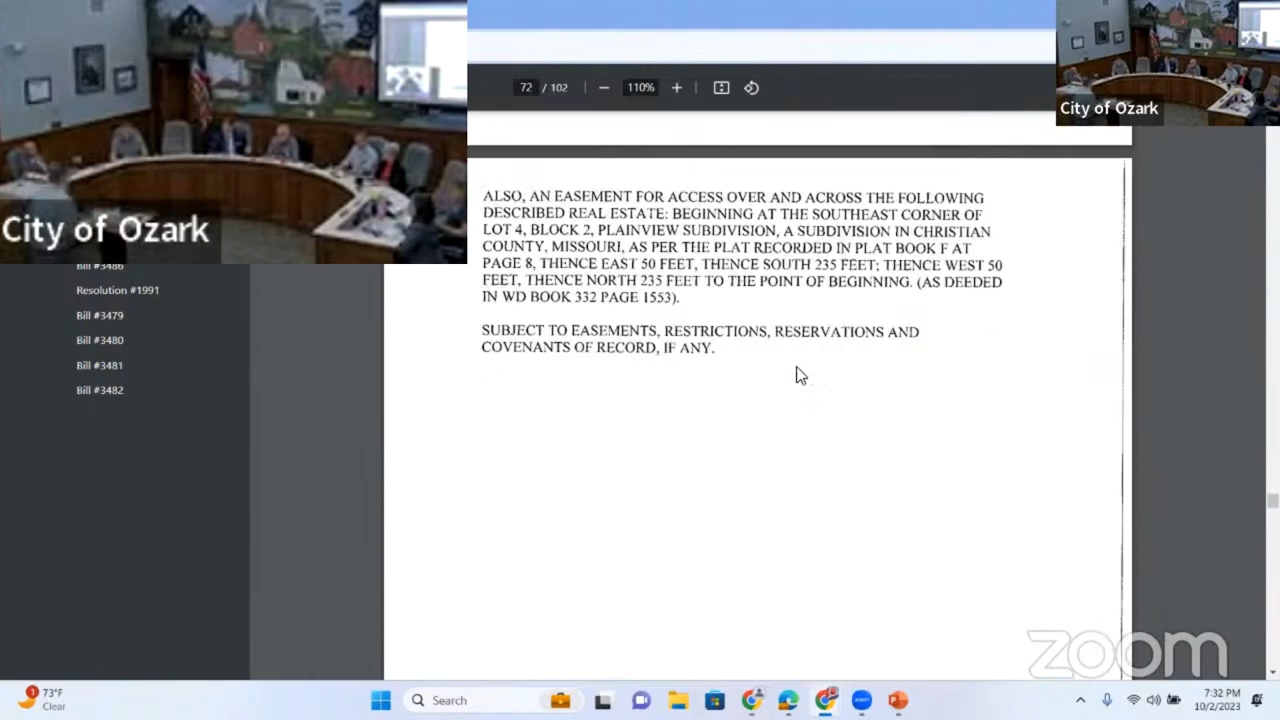 City of Ozark
72 / 102
110%
City of Ozark
Bill #3486
Resolution #1991
Bill #3479
Bill #3480
Bill #3481
Bill #3482
ALSO, AN EASEMENT FOR ACCESS OVER AND ACROSS THE FOLLOWING
DESCRIBED REAL ESTATE: BEGINNING AT THE SOUTHEAST CORNER OF
LOT 4, BLOCK 2, PLAINVIEW SUBDIVISION, A SUBDIVISION IN CHRISTIAN
COUNTY, MISSOURI, AS PER THE PLAT RECORDED IN PLAT BOOK F AT
PAGE 8, THENCE EAST 50 FEET, THENCE SOUTH 235 FEET; THENCE WEST 50
FEET, THENCE NORTH 235 FEET TO THE POINT OF BEGINNING. (AS DEEDED
IN WD BOOK 332 PAGE 1553).
SUBJECT TO EASEMENTS, RESTRICTIONS, RESERVATIONS AND
COVENANTS OF RECORD, IF ANY.
zoom
1
73°F
Clear
Search
7:32 PM
10/2/2023